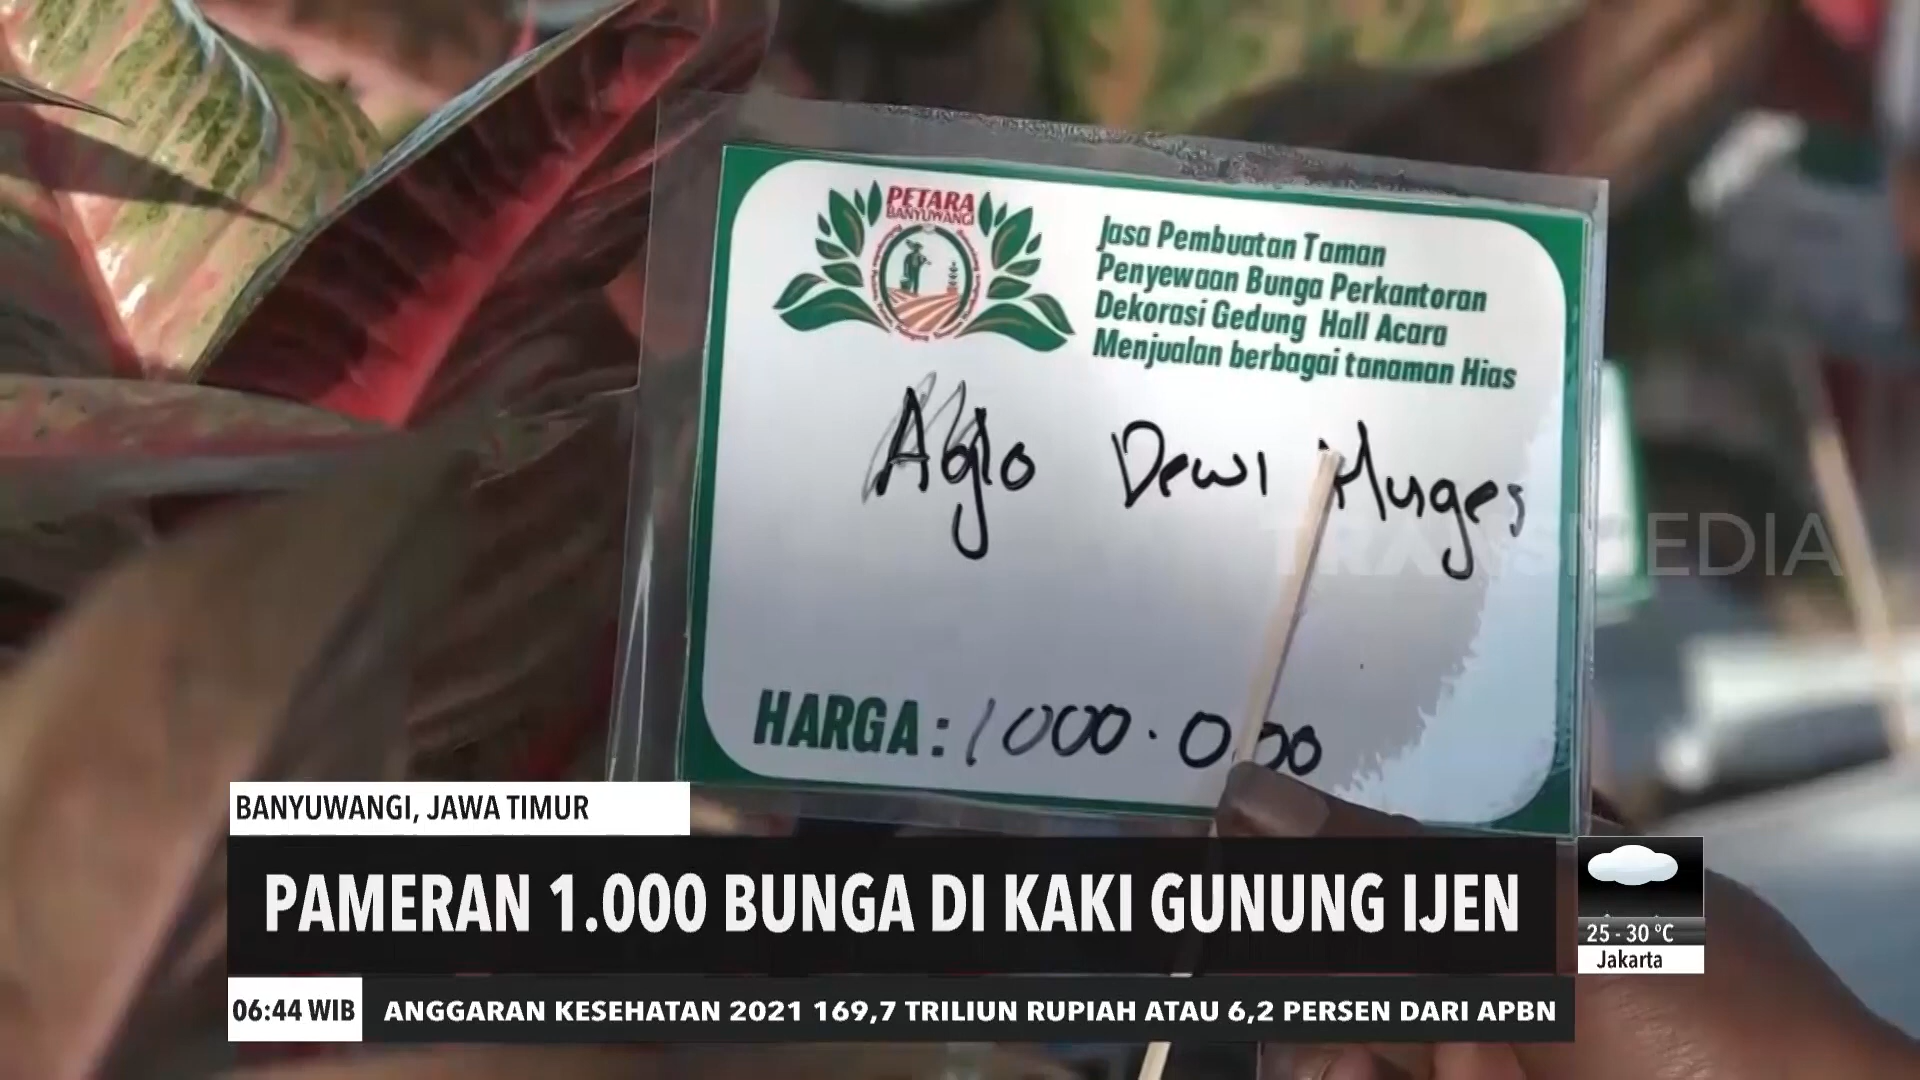 PETARA
BANYUWANGI
Jasa Pembuatan Taman
Penyewaan Bunga Perkantoran
Dekorasi Gedung Hall Acara
Menjualan berbagai tanaman Hias
Aglo Dewi Muges
HARGA : 1000.000
TRANSMEDIA
BANYUWANGI, JAWA TIMUR
PAMERAN 1.000 BUNGA DI KAKI GUNUNG IJEN
25 - 30 °C
Jakarta
06:44 WIB
ANGGARAN KESEHATAN 2021 169,7 TRILIUN RUPIAH ATAU 6,2 PERSEN DARI APBN